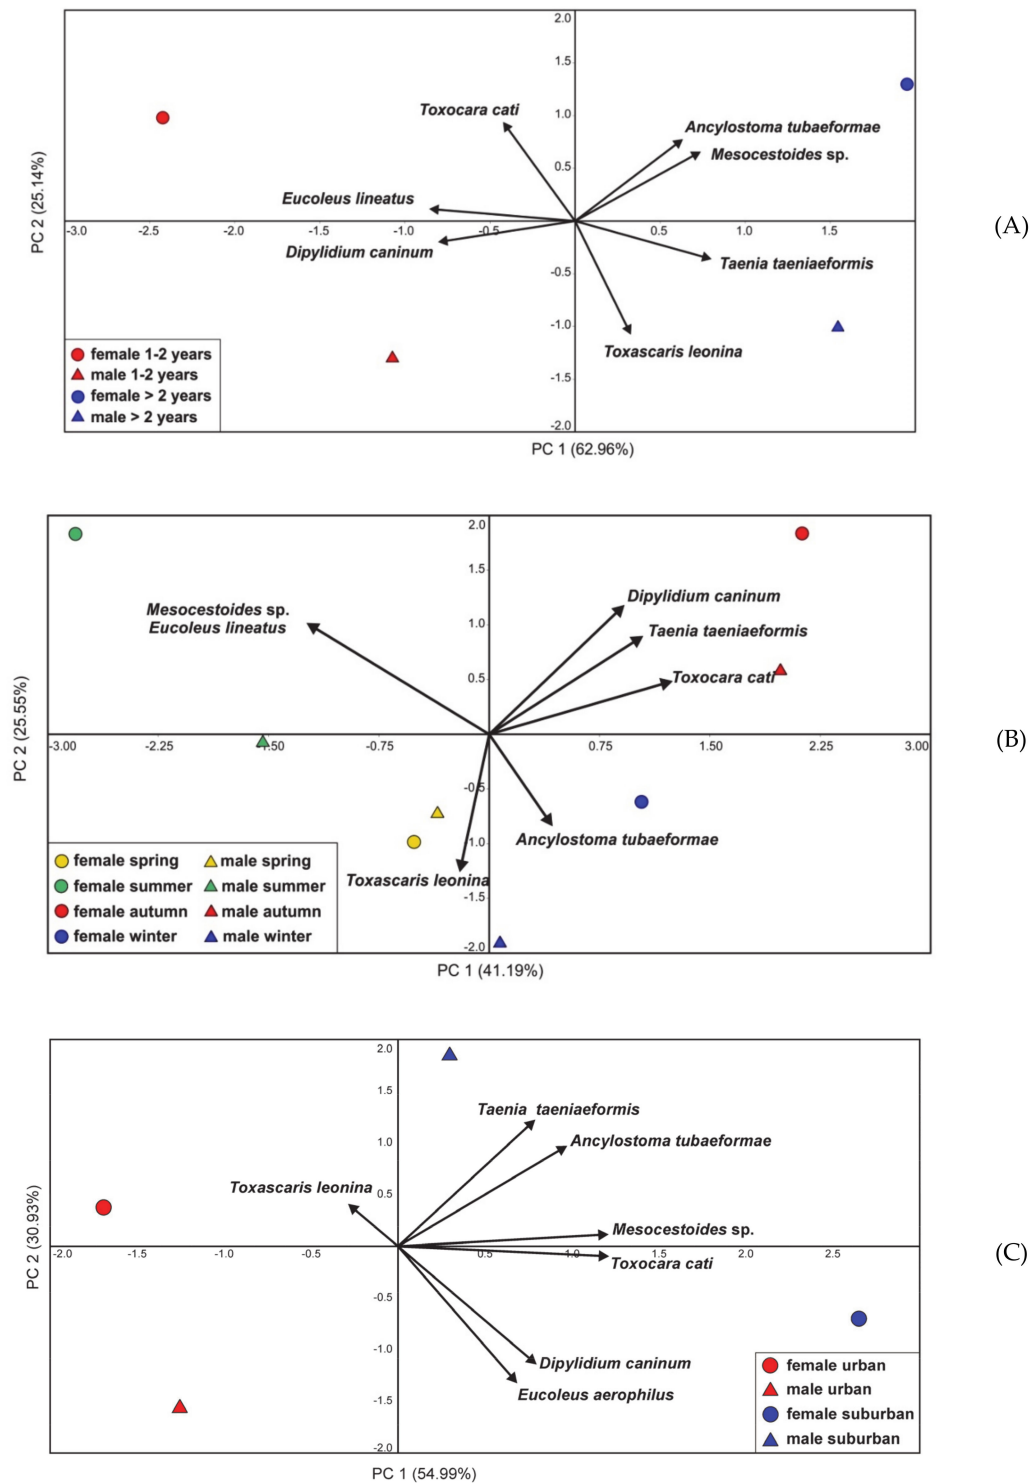 2.0
1.5
Toxocara cati
1.0
Ancylostoma tubaeformae
Mesocestoides sp.
0.5
Eucoleus lineatus
PC 2 (25.14%)
-3.00 -2.5 -2.0 -1.5 -1.0 -0.5 0.5 1.0 1.5
(A)
Dipylidium caninum
Taenia taeniaeformis
-0.5
-1.0
Toxascaris leonina
female 1-2 years
male 1-2 years
-1.5
female > 2 years
male > 2 years
-2.0
PC 1 (62.96%)
2.0
1.5
Mesocestoides sp.
Dipylidium caninum
Eucoleus lineatus
1.0
Taenia taeniaeformis
0.5
Toxocara cati
PC 2 (25.55%)
-3.00 -2.25 -1.50 -0.75 0.75 1.50 2.25 3.00
(B)
-0.5
-1.0
Ancylostoma tubaeformae
female spring male spring
Toxascaris leonina
female summer male summer
-1.5
female autumn male autumn
female winter male winter
-2.0
PC 1 (41.19%)
2.0
1.5
Taenia taeniaeformis
1.0
Ancylostoma tubaeformae
Toxascaris leonina
0.5
Mesocestoides sp.
PC 2 (30.93%)
-2.0 -1.5 -1.0 -0.5 0.5 1.0 1.5 2.0 2.5
(C)
Toxocara cati
-0.5
-1.0
Dipylidium caninum
female urban
Eucoleus aerophilus
male urban
-1.5
female suburban
male suburban
-2.0
PC 1 (54.99%)